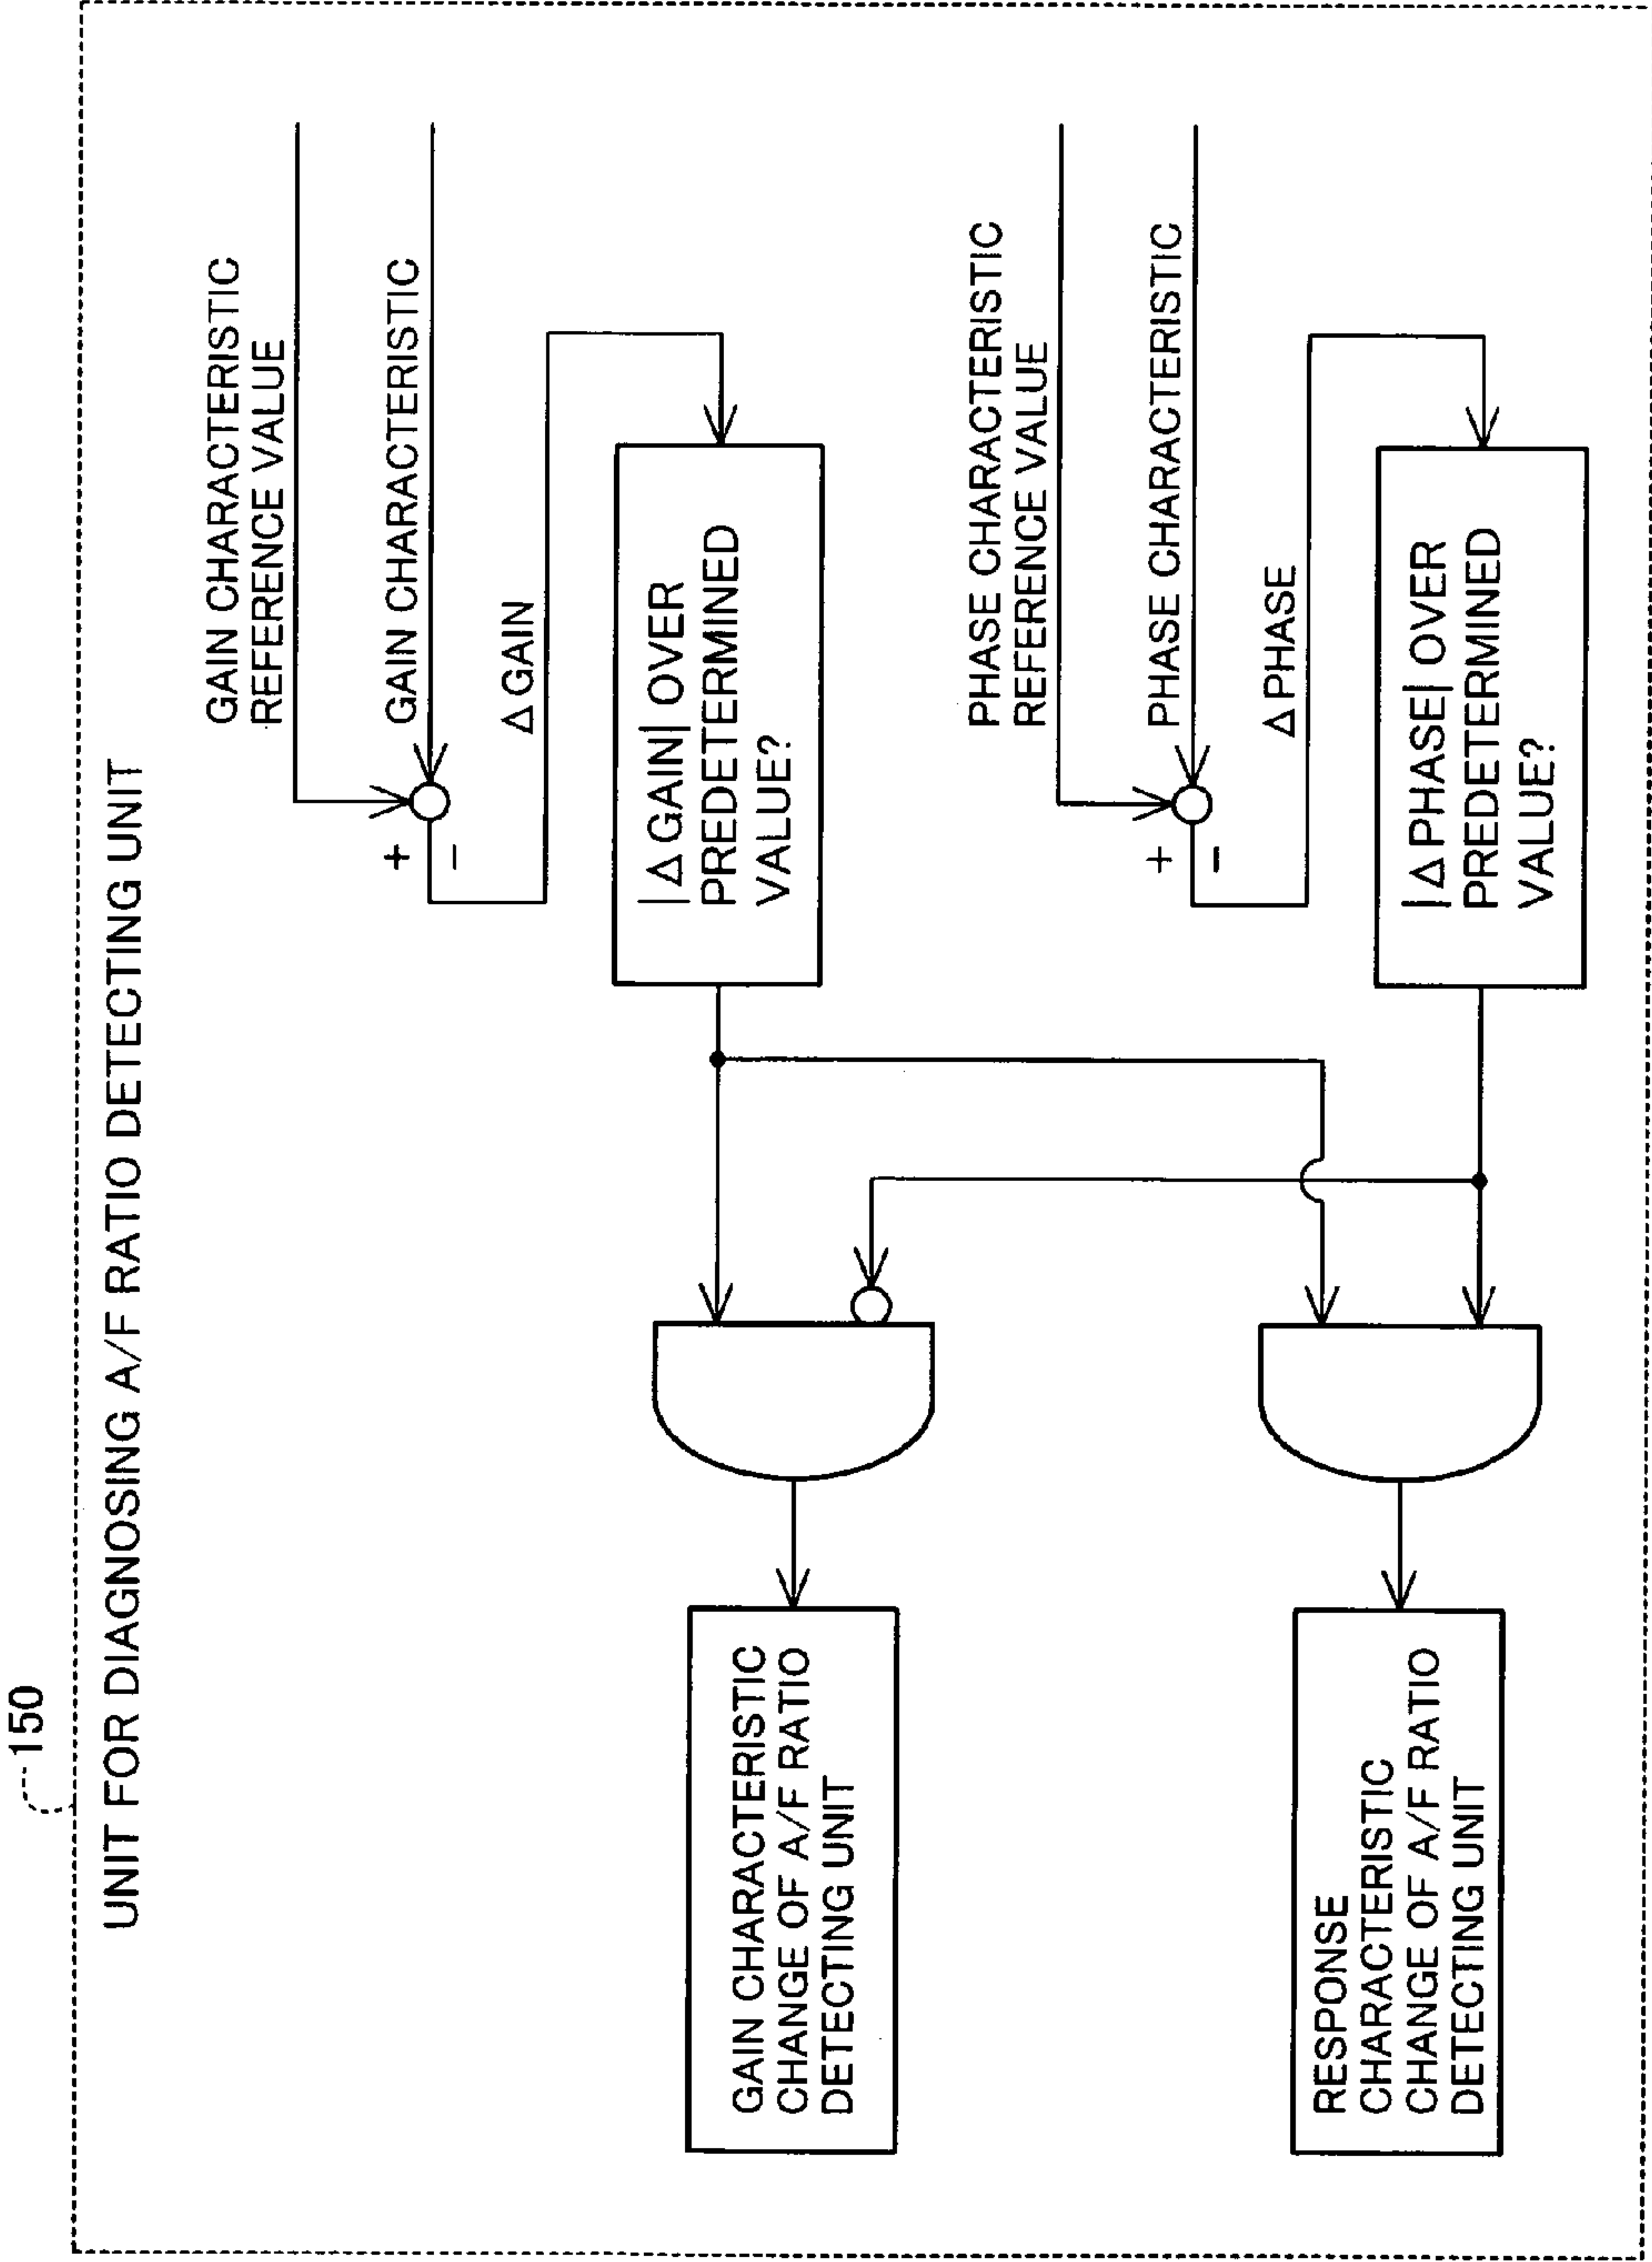 150
UNIT FOR DIAGNOSING A/F RATIO DETECTING UNIT
GAIN CHARACTERISTIC
REFERENCE VALUE
GAIN CHARACTERISTIC
+
−
Δ GAIN
|Δ GAIN| OVER
PREDETERMINED
VALUE?
PHASE CHARACTERISTIC
REFERENCE VALUE
PHASE CHARACTERISTIC
+
−
Δ PHASE
|Δ PHASE| OVER
PREDETERMINED
VALUE?
GAIN CHARACTERISTIC
CHANGE OF A/F RATIO
DETECTING UNIT
RESPONSE
CHARACTERISTIC
CHANGE OF A/F RATIO
DETECTING UNIT